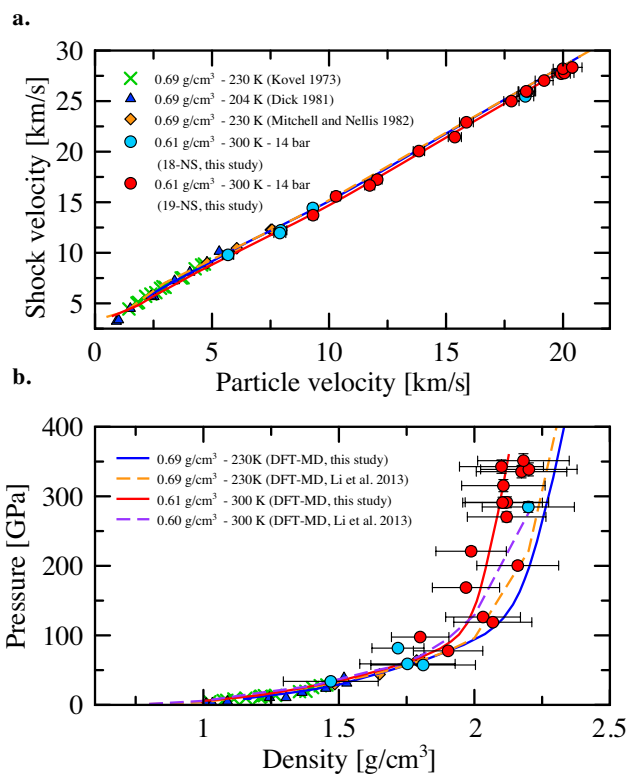 a.
30
25
20
15
10
5
Shock velocity [km/s]
0.69 g/cm³ - 230 K (Kovel 1973)
0.69 g/cm³ - 204 K (Dick 1981)
0.69 g/cm³ - 230 K (Mitchell and Nellis 1982)
0.61 g/cm³ - 300 K - 14 bar
(18-NS, this study)
0.61 g/cm³ - 300 K - 14 bar
(19-NS, this study)
0 5 10 15 20
Particle velocity [km/s]
b.
400
300
200
100
0
Pressure [GPa]
0.69 g/cm³ - 230K (DFT-MD, this study)
0.69 g/cm³ - 230K (DFT-MD, Li et al. 2013)
0.61 g/cm³ - 300 K (DFT-MD, this study)
0.60 g/cm³ - 300 K (DFT-MD, Li et al. 2013)
1 1.5 2 2.5
Density [g/cm³]